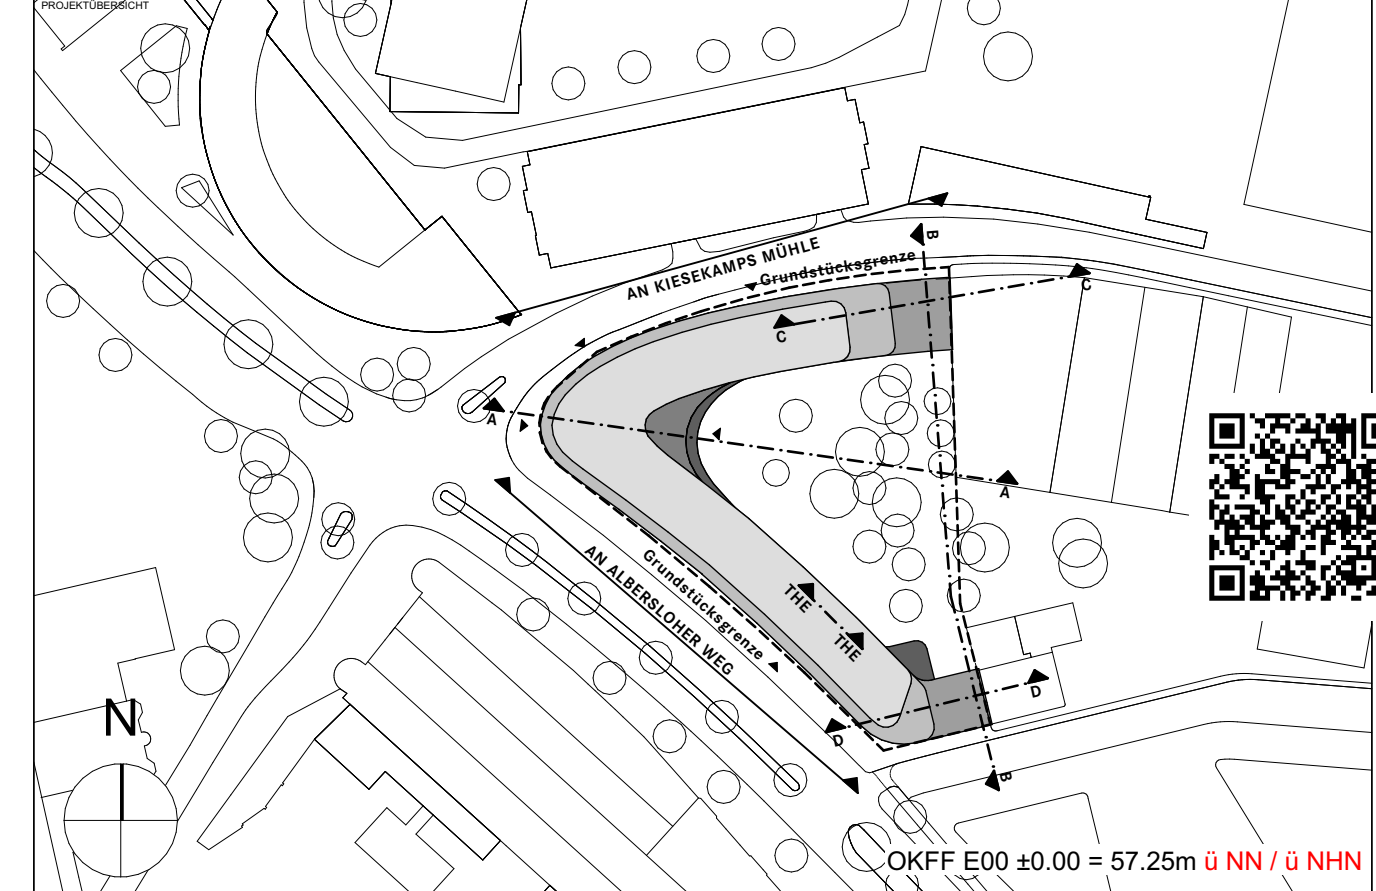 PROJEKTÜBERSICHT
B
AN KIESEKAMPS MÜHLE
Grundstücksgrenze
C
C
A
A
Grundstücksgrenze
AN ALBERSLOHER WEG
THE
THE
D
D
N
B
OKFF E00 ±0.00 = 57.25m ü NN / ü NHN